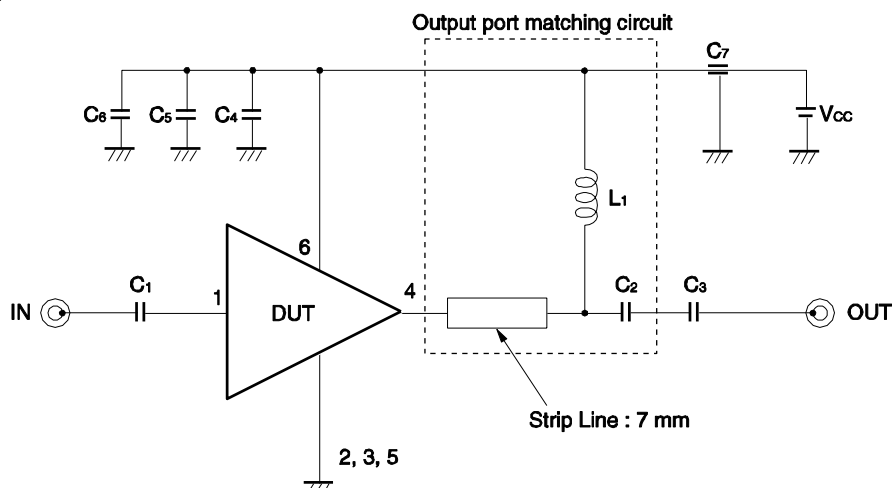 Output port matching circuit
C7
C6
C5
C4
VCC
L1
6
C1
1
4
C2
C3
IN
DUT
OUT
Strip Line : 7 mm
2, 3, 5